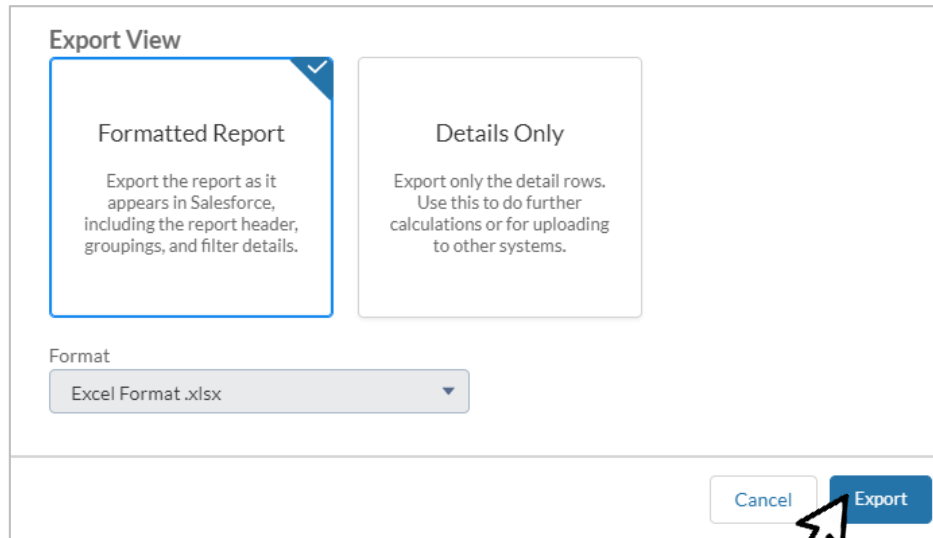 Export View
Formatted Report
Export the report as it
appears in Salesforce,
including the report header,
groupings, and filter details.
Details Only
Export only the detail rows.
Use this to do further
calculations or for uploading
to other systems.
Format
Excel Format .xlsx
Cancel
Export